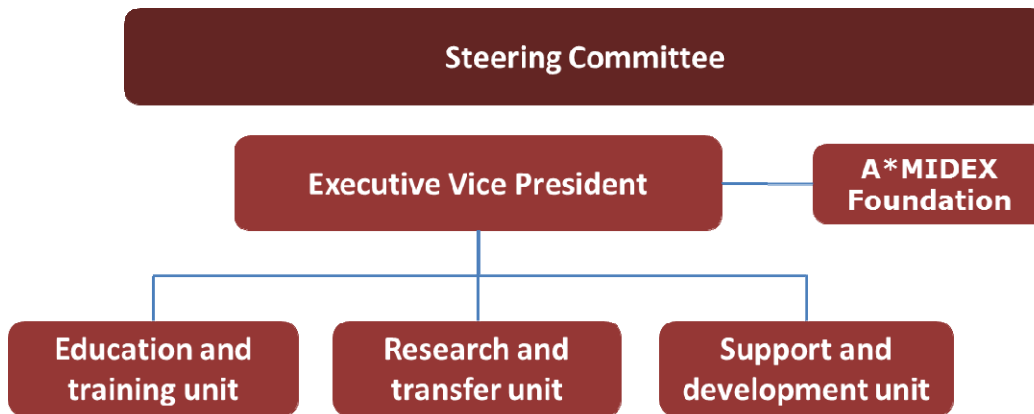 Steering Committee
Executive Vice President
A*MIDEX
Foundation
Education and
training unit
Research and
transfer unit
Support and
development unit